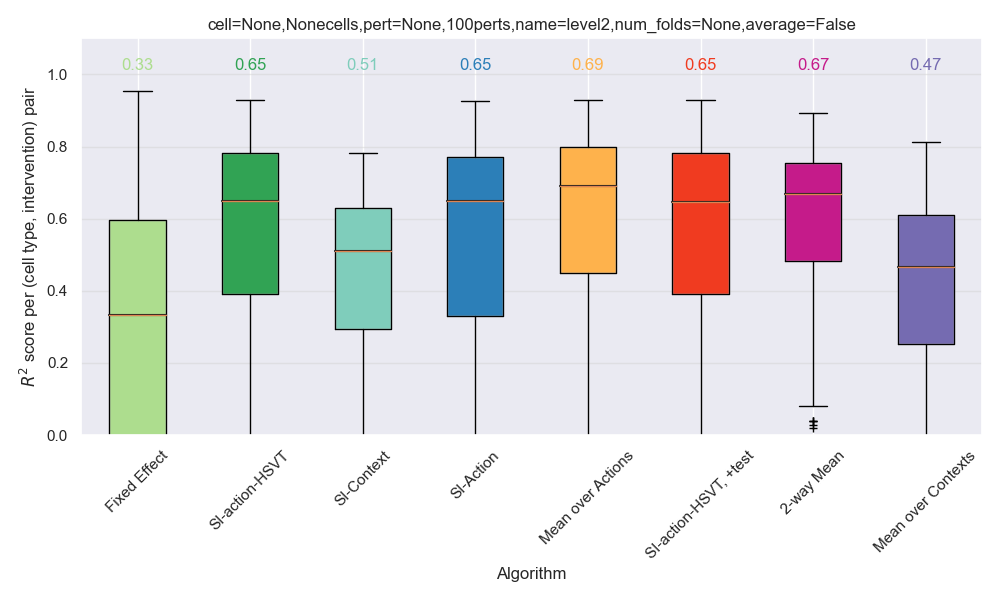 cell=None,Nonecells,pert=None,100perts,name=level2,num_folds=None,average=False
0.33 0.65 0.51 0.65 0.69 0.65 0.67 0.47
1.0
0.8
0.6
0.4
0.2
0.0
R² score per (cell type, intervention) pair
Fixed Effect
SI-action-HSVT
SI-Context
SI-Action
Mean over Actions
SI-action-HSVT, +test
2-way Mean
Mean over Contexts
Algorithm